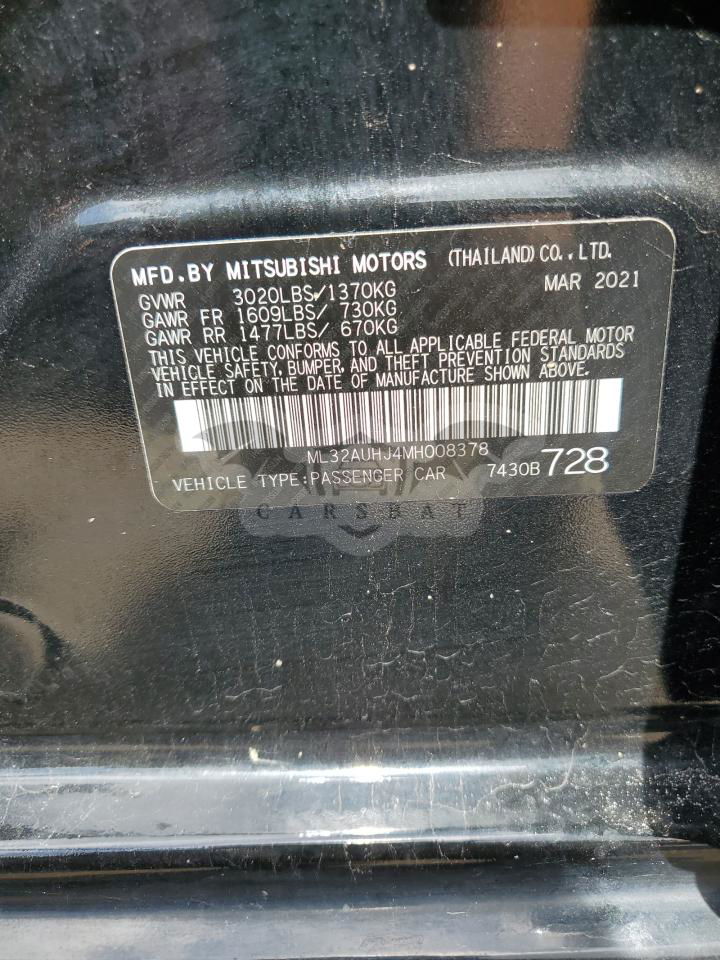 MFD.BY MITSUBISHI MOTORS (THAILAND) CO.,LTD.
GVWR 3020LBS/1370KG MAR 2021
GAWR FR 1609LBS/ 730KG
GAWR RR 1477LBS/ 670KG
THIS VEHICLE CONFORMS TO ALL APPLICABLE FEDERAL MOTOR
VEHICLE SAFETY, BUMPER, AND THEFT PREVENTION STANDARDS
IN EFFECT ON THE DATE OF MANUFACTURE SHOWN ABOVE.
ML32AUHJ4MH008378
VEHICLE TYPE:PASSENGER CAR 7430B 728
CARSBAT